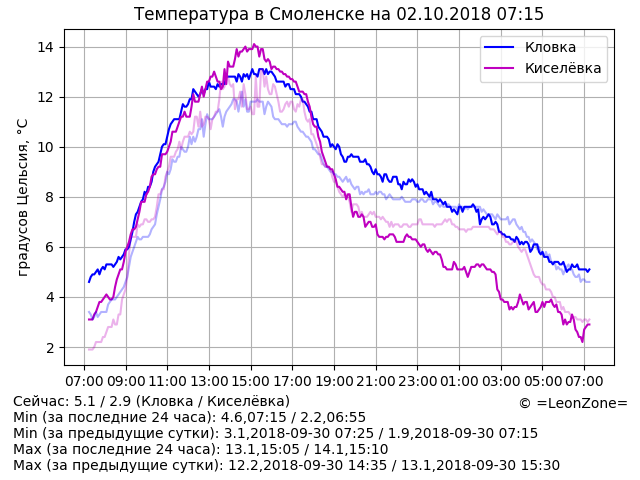 Температура в Смоленске на 02.10.2018 07:15
градусов Цельсия, °C
14
12
10
8
6
4
2
Кловка
Киселёвка
07:00 09:00 11:00 13:00 15:00 17:00 19:00 21:00 23:00 01:00 03:00 05:00 07:00
Сейчас: 5.1 / 2.9 (Кловка / Киселёвка)
© =LeonZone=
Min (за последние 24 часа): 4.6,07:15 / 2.2,06:55
Min (за предыдущие сутки): 3.1,2018-09-30 07:25 / 1.9,2018-09-30 07:15
Max (за последние 24 часа): 13.1,15:05 / 14.1,15:10
Max (за предыдущие сутки): 12.2,2018-09-30 14:35 / 13.1,2018-09-30 15:30